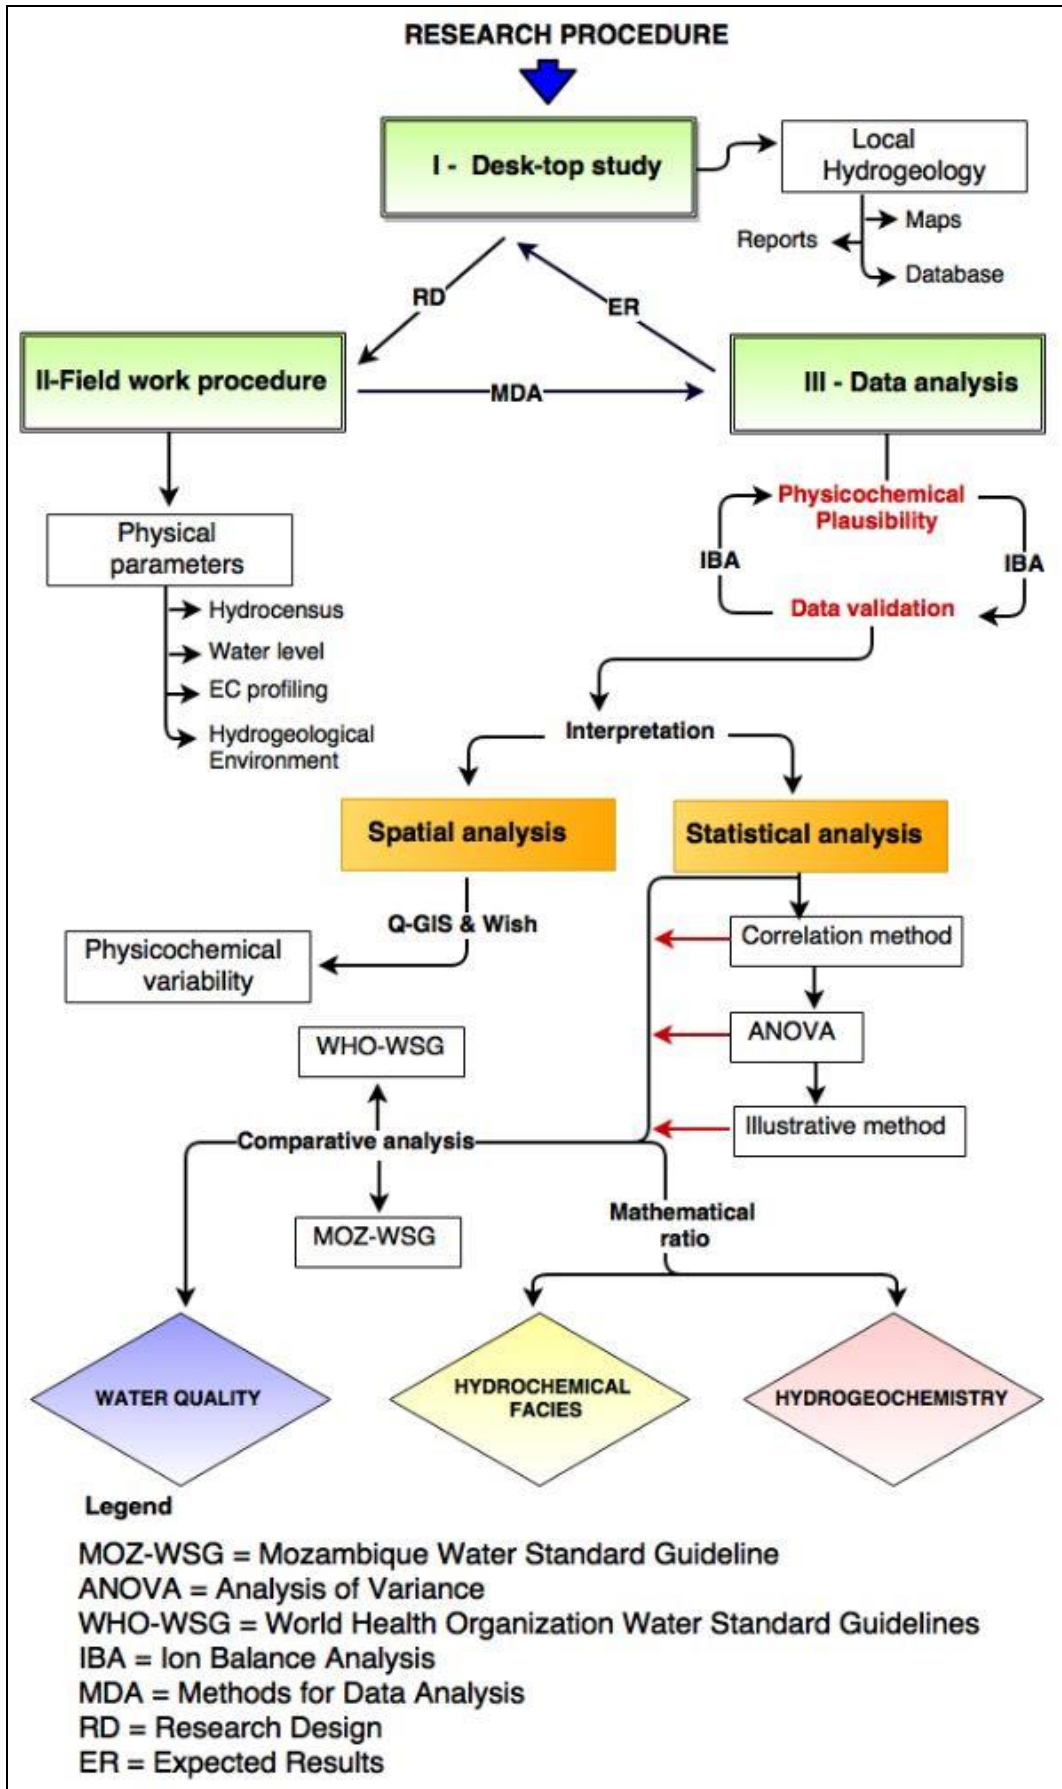 RESEARCH PROCEDURE
I - Desk-top study
Local
Hydrogeology
Maps
Reports
Database
RD
ER
II-Field work procedure
MDA
III - Data analysis
Physical
parameters
Hydrocensus
Water level
EC profiling
Hydrogeological
Environment
Physicochemical
Plausibility
IBA
IBA
Data validation
Interpretation
Spatial analysis
Statistical analysis
Q-GIS & Wish
Physicochemical
variability
Correlation method
ANOVA
Illustrative method
WHO-WSG
Comparative analysis
MOZ-WSG
Mathematical
ratio
WATER QUALITY
HYDROCHEMICAL
FACIES
HYDROGEOCHEMISTRY
Legend
MOZ-WSG = Mozambique Water Standard Guideline
ANOVA = Analysis of Variance
WHO-WSG = World Health Organization Water Standard Guidelines
IBA = Ion Balance Analysis
MDA = Methods for Data Analysis
RD = Research Design
ER = Expected Results